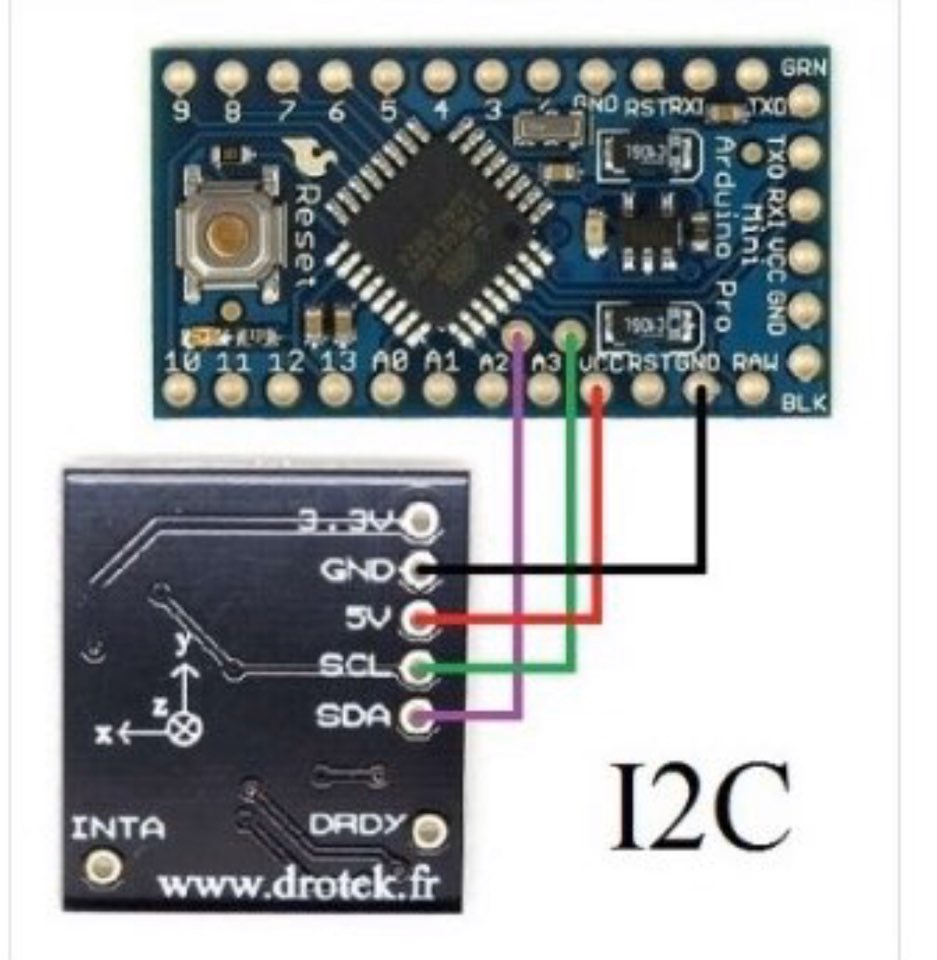 GRN
9 8 7 6 5 4 3 GND RST RXI TXO
TXO RXI VCC GND
Arduino Pro
Mini
Reset
10 11 12 13 A0 A1 A2 A3 VCC RST GND RAW
BLK
3.3V
GND
5V
SCL
SDA
y
z
x
INTA
DRDY
www.drotek.fr
I2C